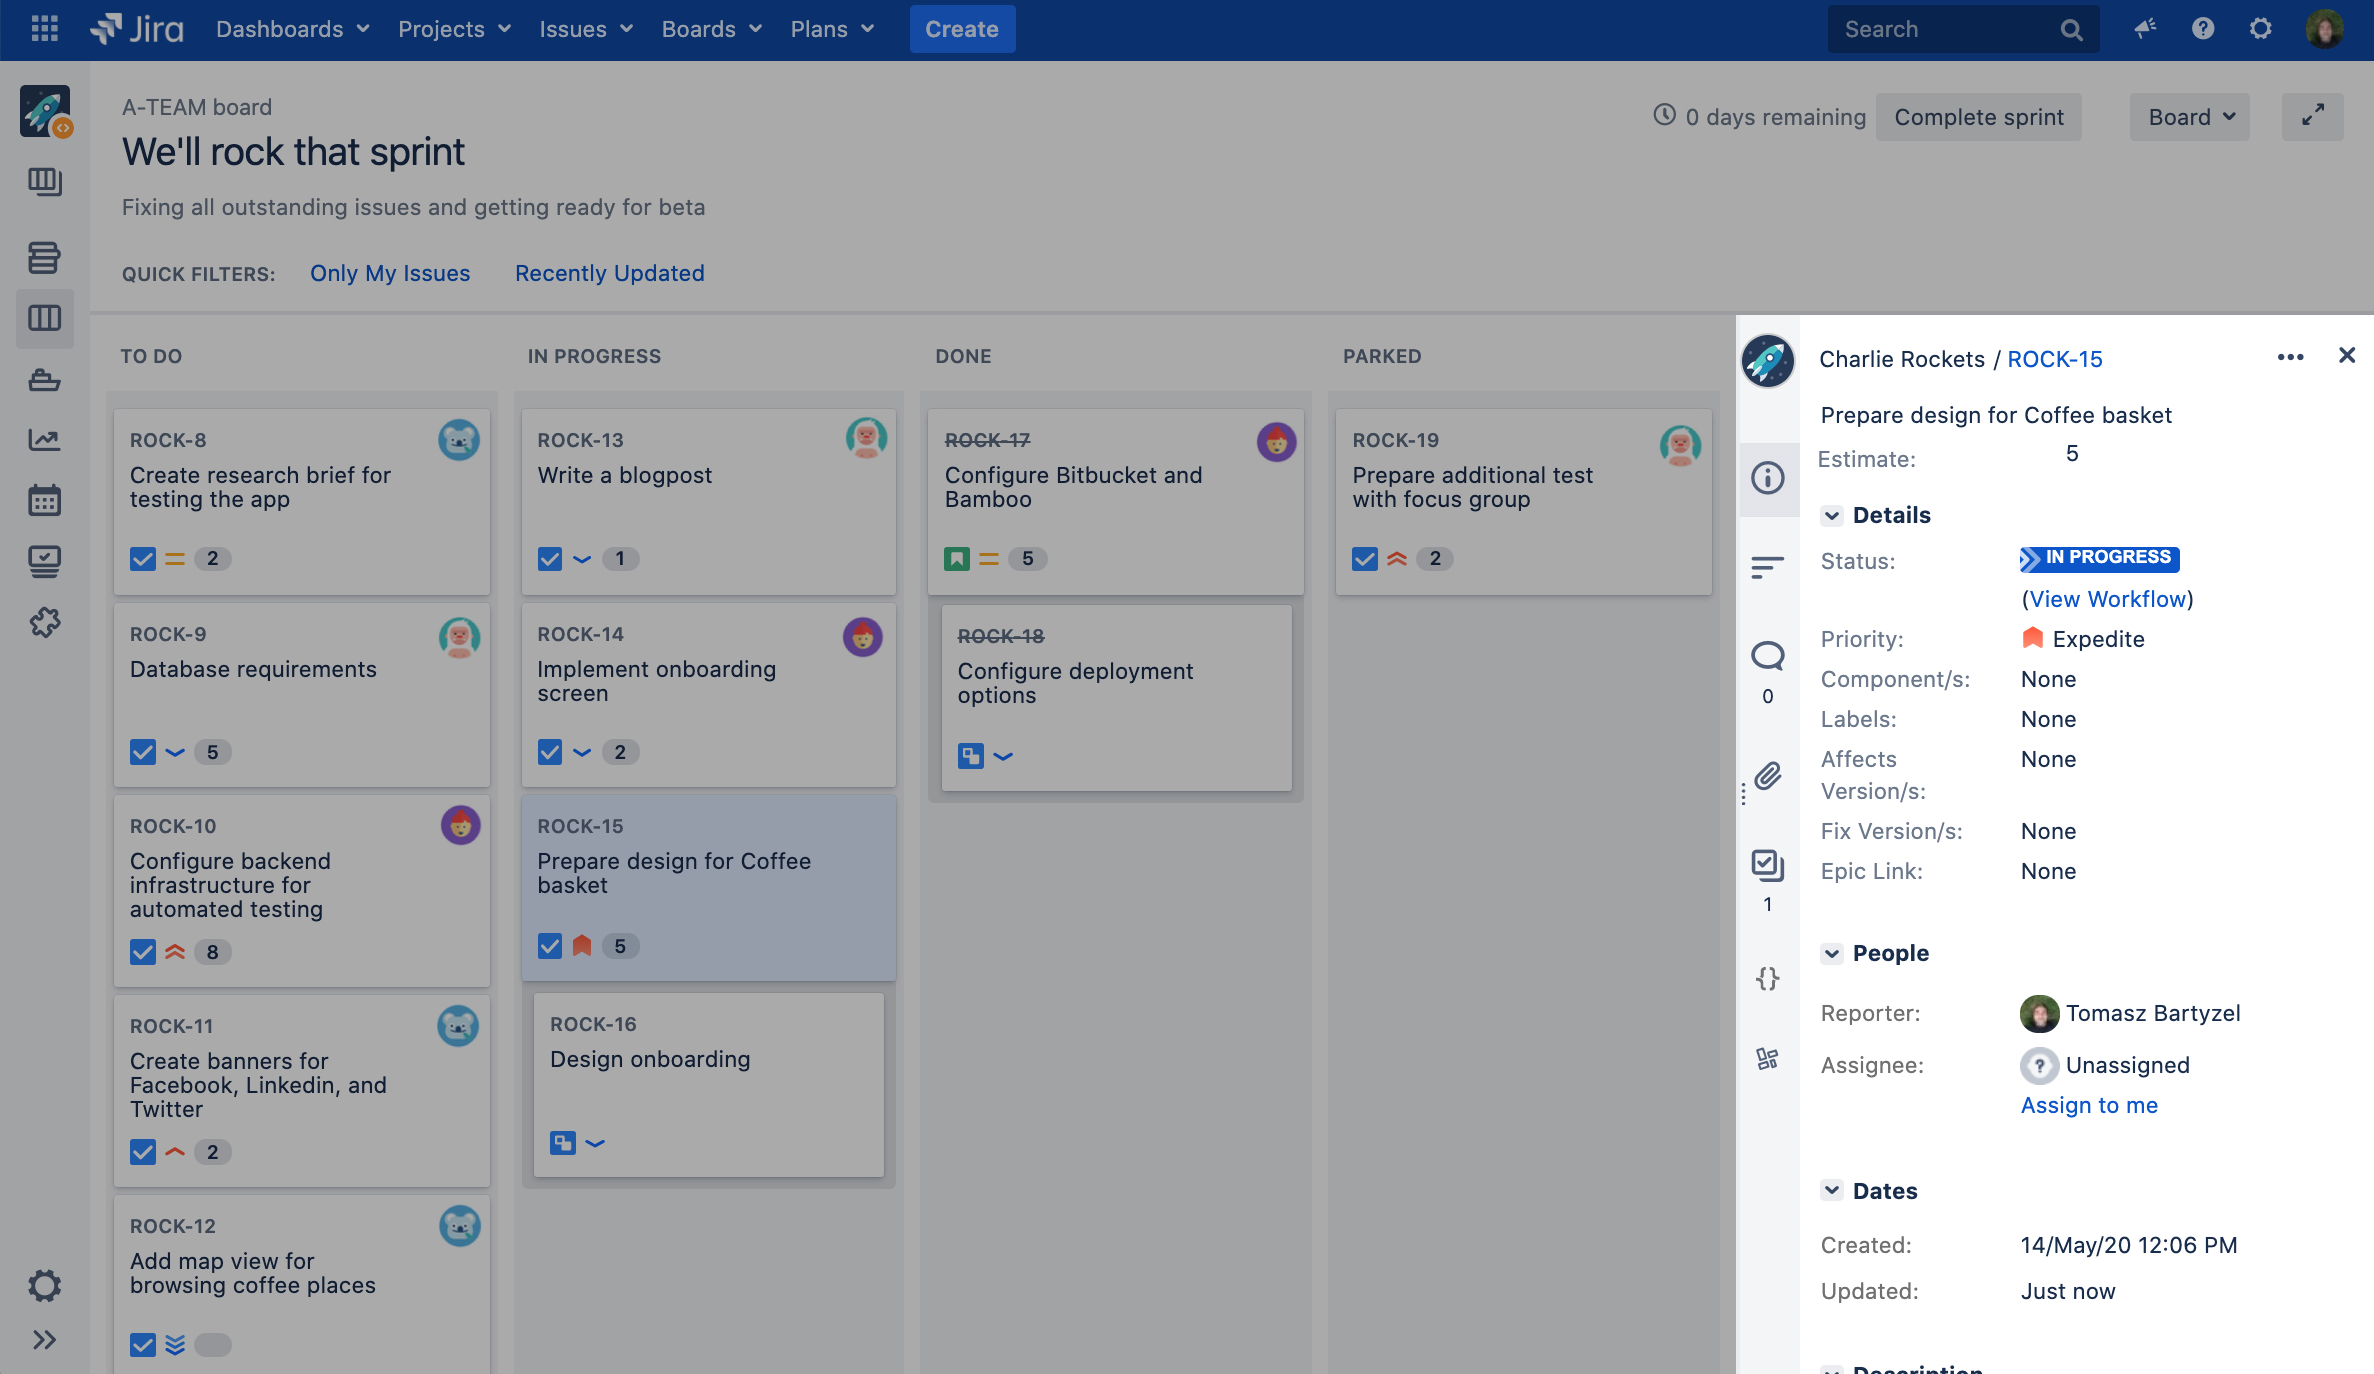 Jira
Dashboards
Projects
Issues
Boards
Plans
Create
Search
A-TEAM board
We'll rock that sprint
Fixing all outstanding issues and getting ready for beta
0 days remaining
Complete sprint
Board
QUICK FILTERS:
Only My Issues
Recently Updated
TO DO
ROCK-8
Create research brief for
testing the app
2
ROCK-9
Database requirements
5
ROCK-10
Configure backend
infrastructure for
automated testing
8
ROCK-11
Create banners for
Facebook, Linkedin, and
Twitter
2
ROCK-12
Add map view for
browsing coffee places
IN PROGRESS
ROCK-13
Write a blogpost
1
ROCK-14
Implement onboarding
screen
2
ROCK-15
Prepare design for Coffee
basket
5
ROCK-16
Design onboarding
DONE
ROCK-17
Configure Bitbucket and
Bamboo
5
ROCK-18
Configure deployment
options
PARKED
ROCK-19
Prepare additional test
with focus group
2
0
1
Charlie Rockets / ROCK-15
Prepare design for Coffee basket
Estimate: 5
Details
Status: IN PROGRESS
(View Workflow)
Priority: Expedite
Component/s: None
Labels: None
Affects None
Version/s:
Fix Version/s: None
Epic Link: None
People
Reporter: Tomasz Bartyzel
Assignee: Unassigned
Assign to me
Dates
Created: 14/May/20 12:06 PM
Updated: Just now
Description